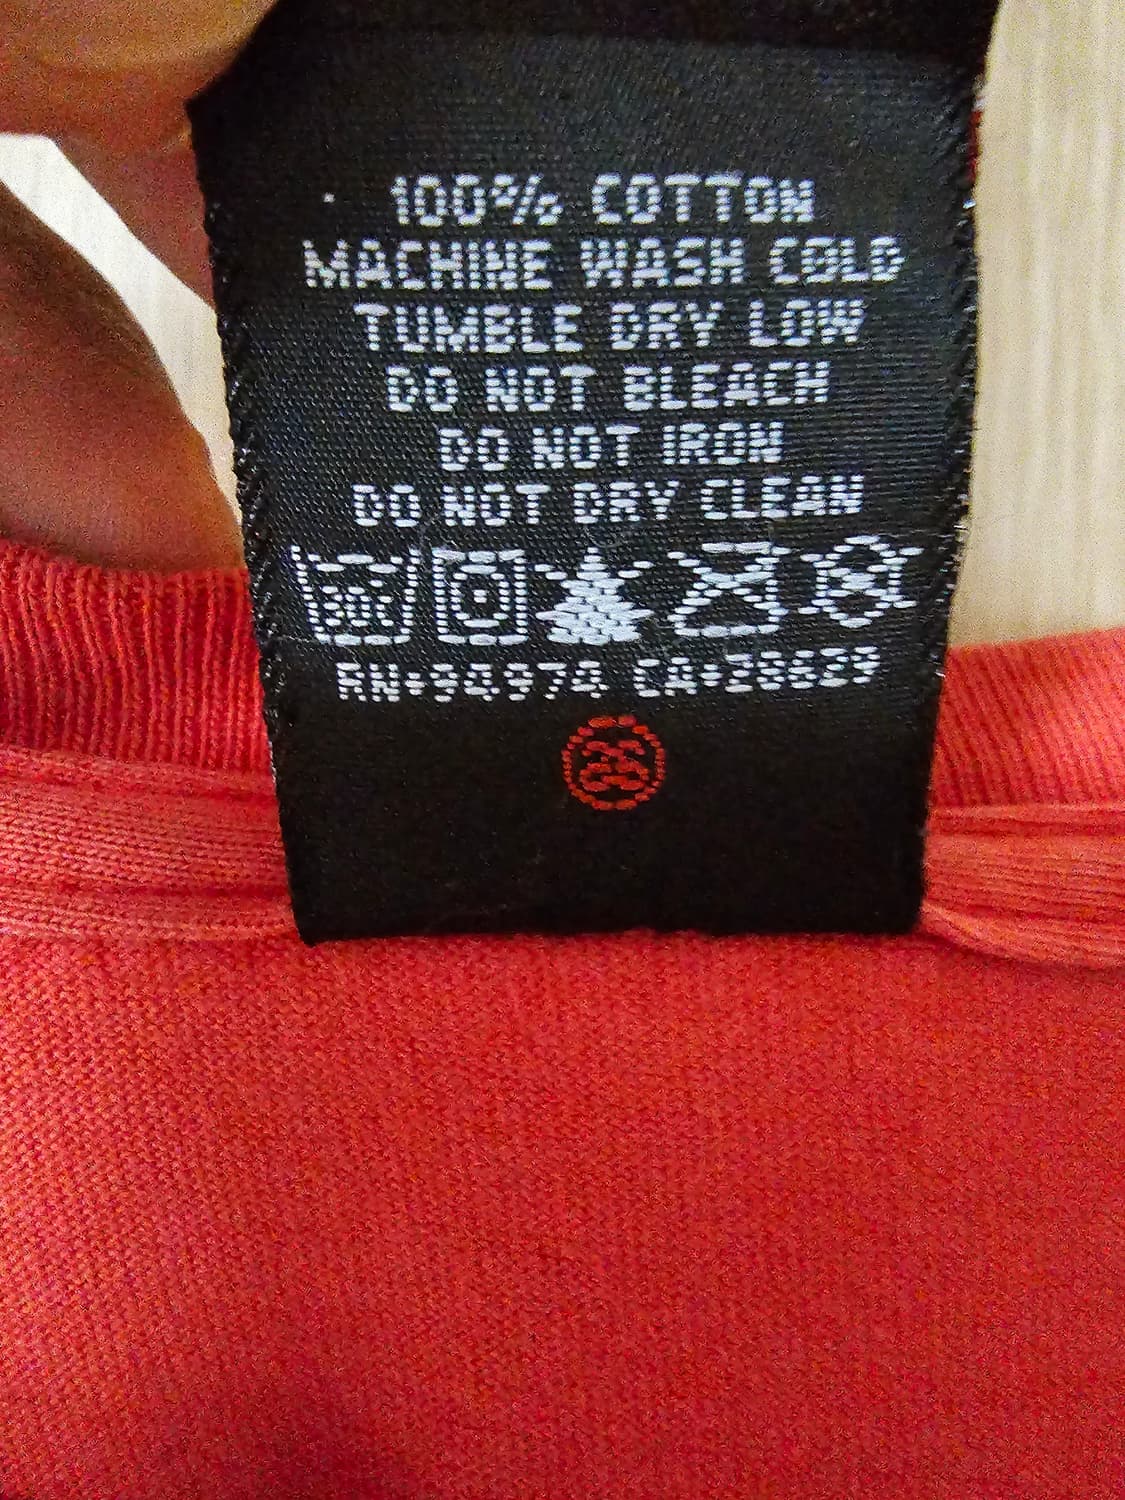 100% COTTON
MACHINE WASH COLD
TUMBLE DRY LOW
DO NOT BLEACH
DO NOT IRON
DO NOT DRY CLEAN
30c
RN:94974 CA:28629